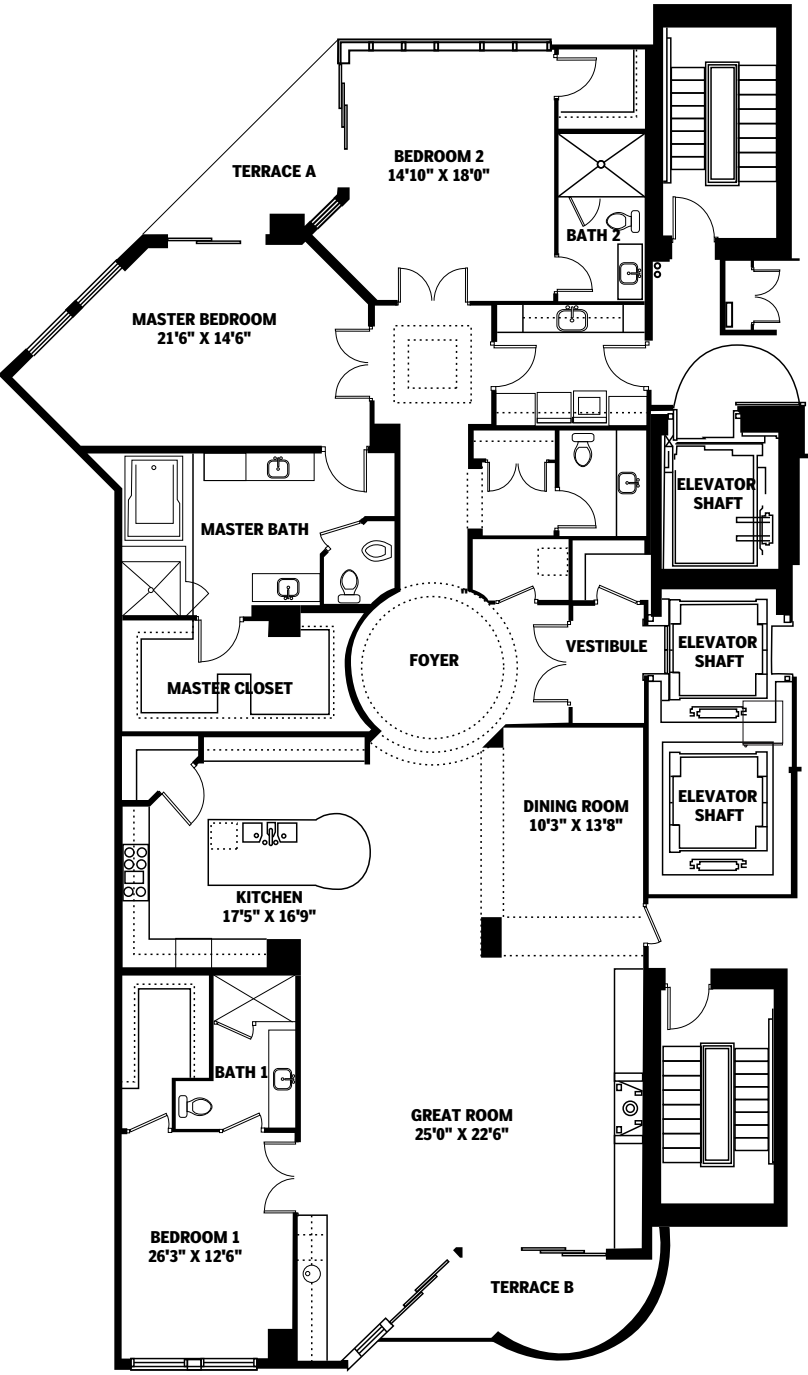 BEDROOM 2
14'10" X 18'0"
TERRACE A
BATH 2
MASTER BEDROOM
21'6" X 14'6"
ELEVATOR
SHAFT
MASTER BATH
FOYER
VESTIBULE
ELEVATOR
SHAFT
MASTER CLOSET
DINING ROOM
10'3" X 13'8"
ELEVATOR
SHAFT
KITCHEN
17'5" X 16'9"
BATH 1
GREAT ROOM
25'0" X 22'6"
BEDROOM 1
26'3" X 12'6"
TERRACE B